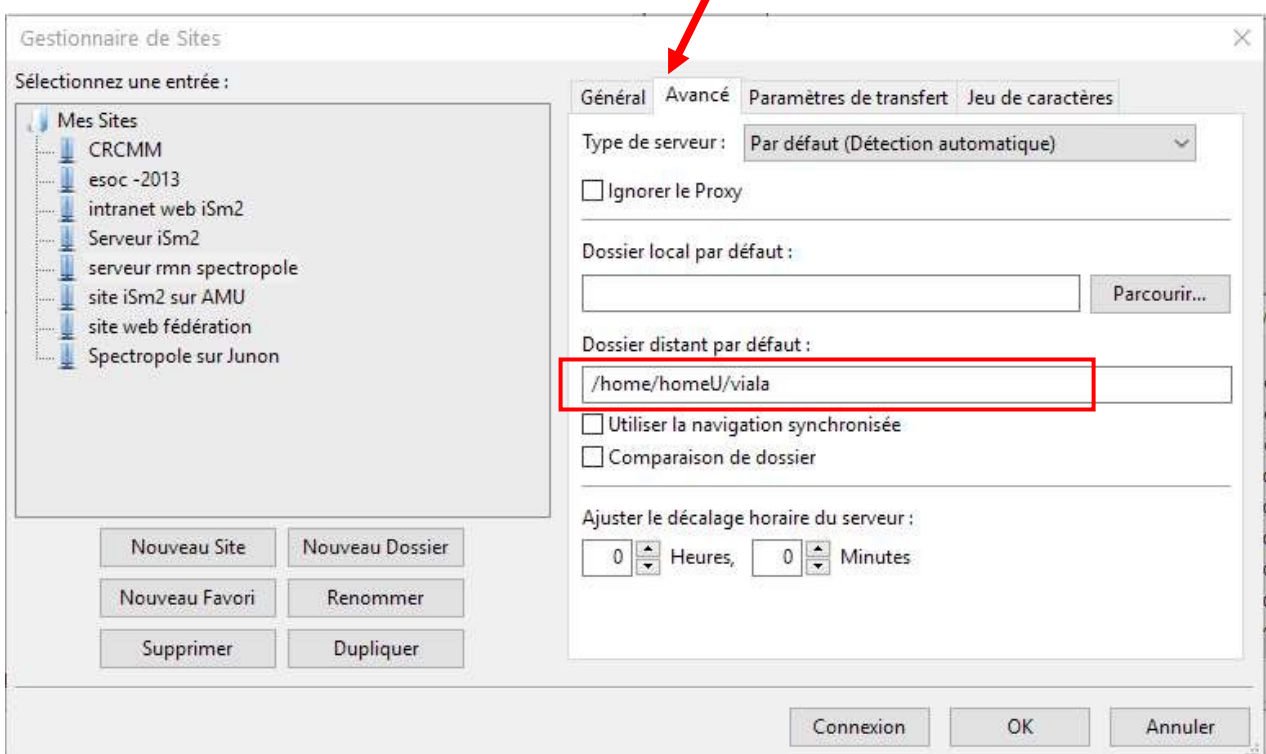 Gestionnaire de Sites
Sélectionnez une entrée :
Mes Sites
CRCMM
esoc -2013
intranet web iSm2
Serveur iSm2
serveur rmn spectropole
site iSm2 sur AMU
site web fédération
Spectropole sur Junon
Nouveau Site Nouveau Dossier
Nouveau Favori Renommer
Supprimer Dupliquer
Général Avancé Paramètres de transfert Jeu de caractères
Type de serveur : Par défaut (Détection automatique)
Ignorer le Proxy
Dossier local par défaut :
Parcourir...
Dossier distant par défaut :
/home/homeU/viala
Utiliser la navigation synchronisée
Comparaison de dossier
Ajuster le décalage horaire du serveur :
0 Heures, 0 Minutes
Connexion OK Annuler